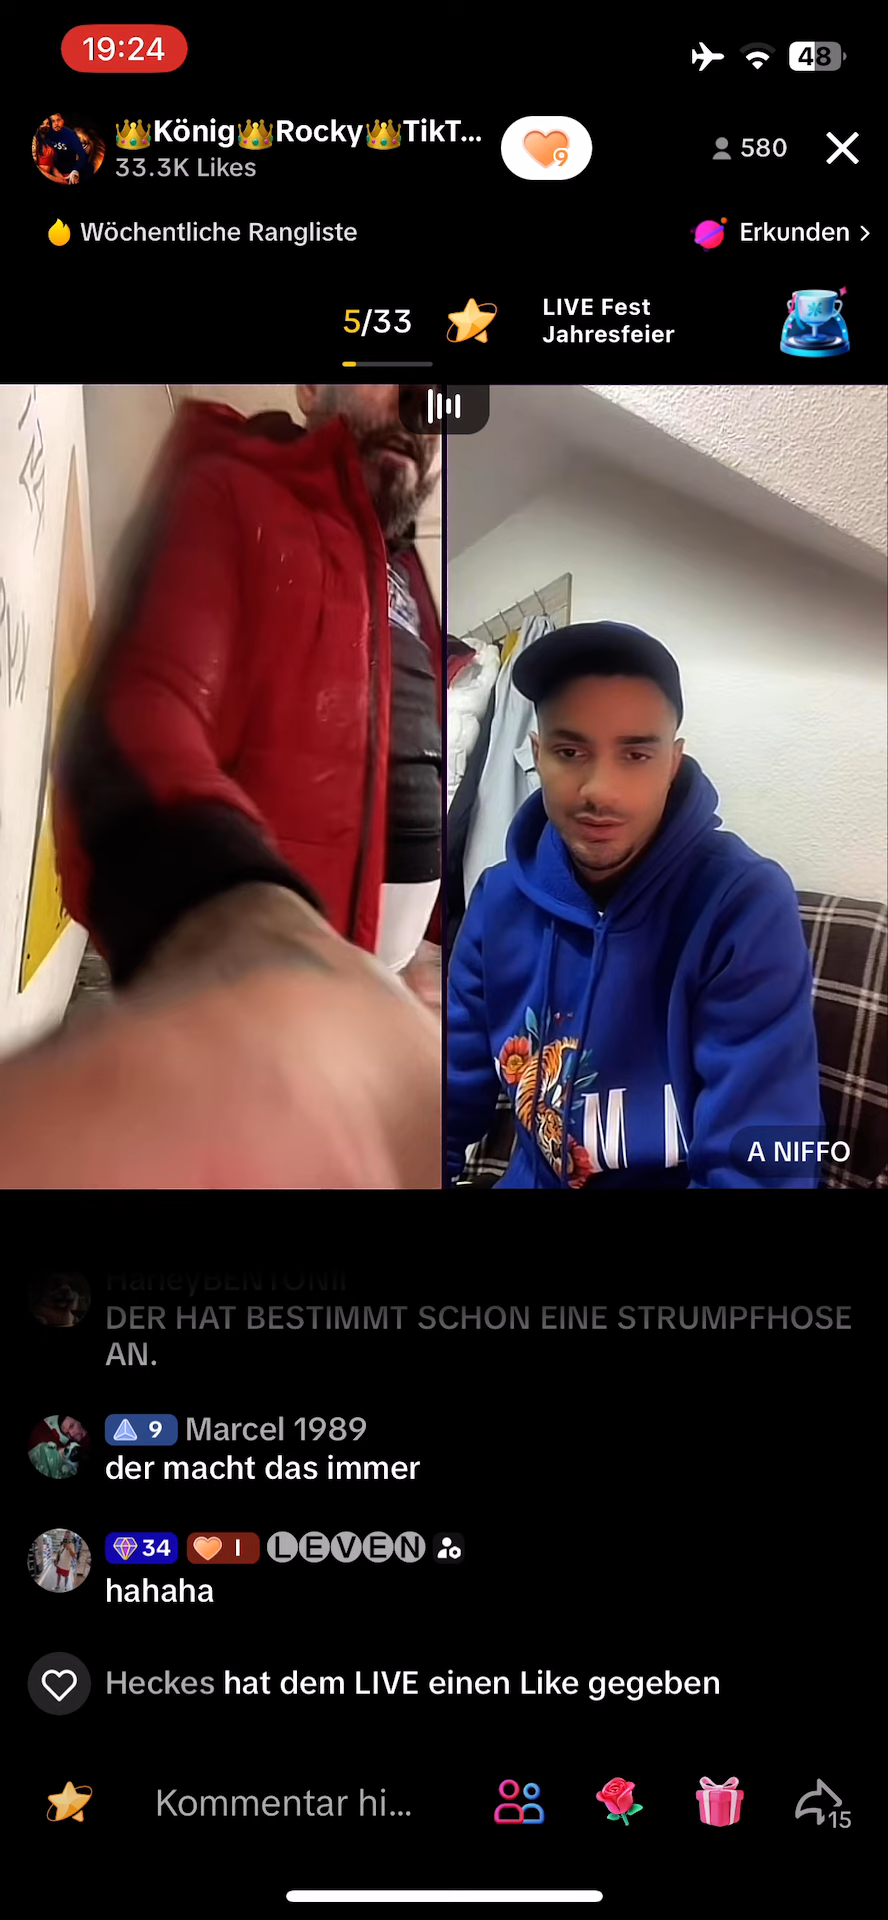 19:24
48
👑König👑Rocky👑TikT...
33.3K Likes
9
580
Wöchentliche Rangliste
Erkunden >
5/33
LIVE Fest
Jahresfeier
A NIFFO
HarleyBENTONII
DER HAT BESTIMMT SCHON EINE STRUMPFHOSE
AN.
9 Marcel 1989
der macht das immer
34 I ⓁⒺⓋⒺⓃ
hahaha
Heckes hat dem LIVE einen Like gegeben
Kommentar hi...
15